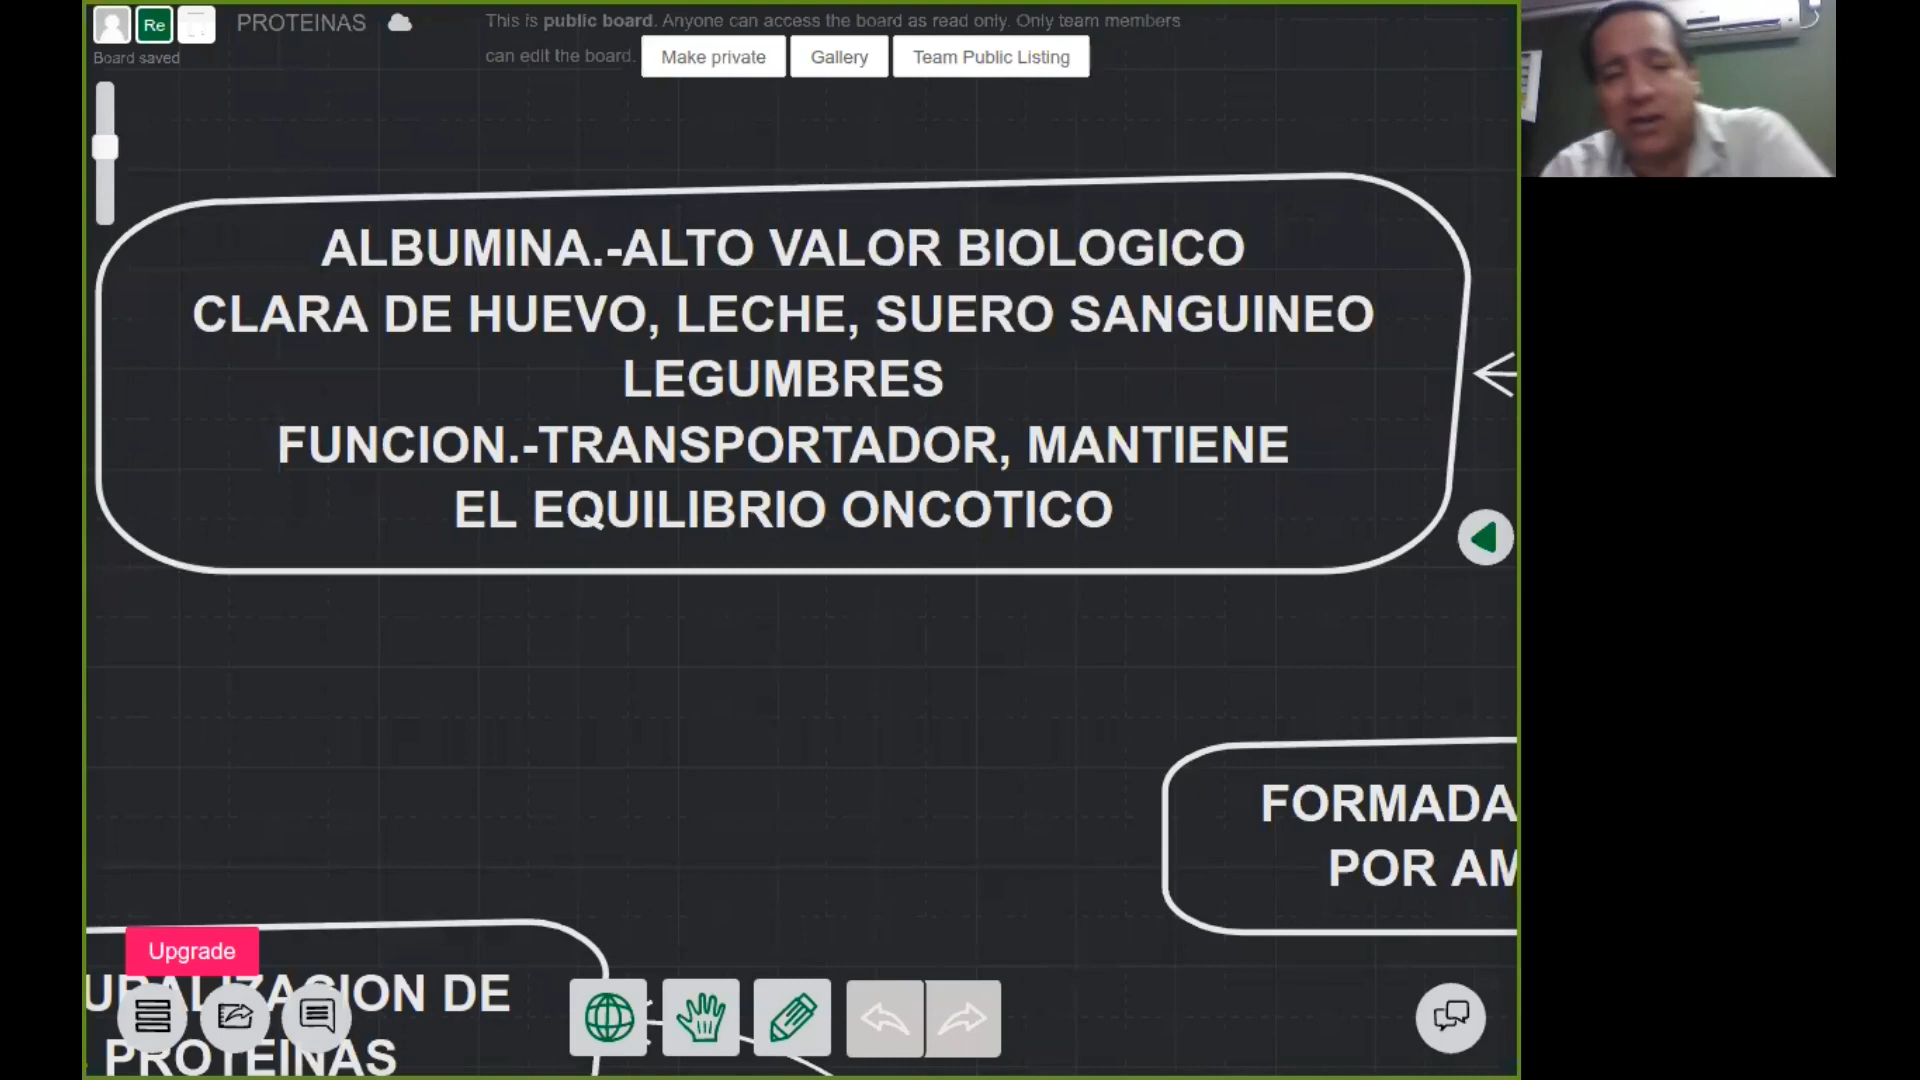 Re
PROTEINAS
This is public board. Anyone can access the board as read only. Only team members
can edit the board.
Make private
Gallery
Team Public Listing
Board saved
ALBUMINA.-ALTO VALOR BIOLOGICO
CLARA DE HUEVO, LECHE, SUERO SANGUINEO
LEGUMBRES
FUNCION.-TRANSPORTADOR, MANTIENE
EL EQUILIBRIO ONCOTICO
FORMADA
POR AM
Upgrade
DE
PROTEINAS